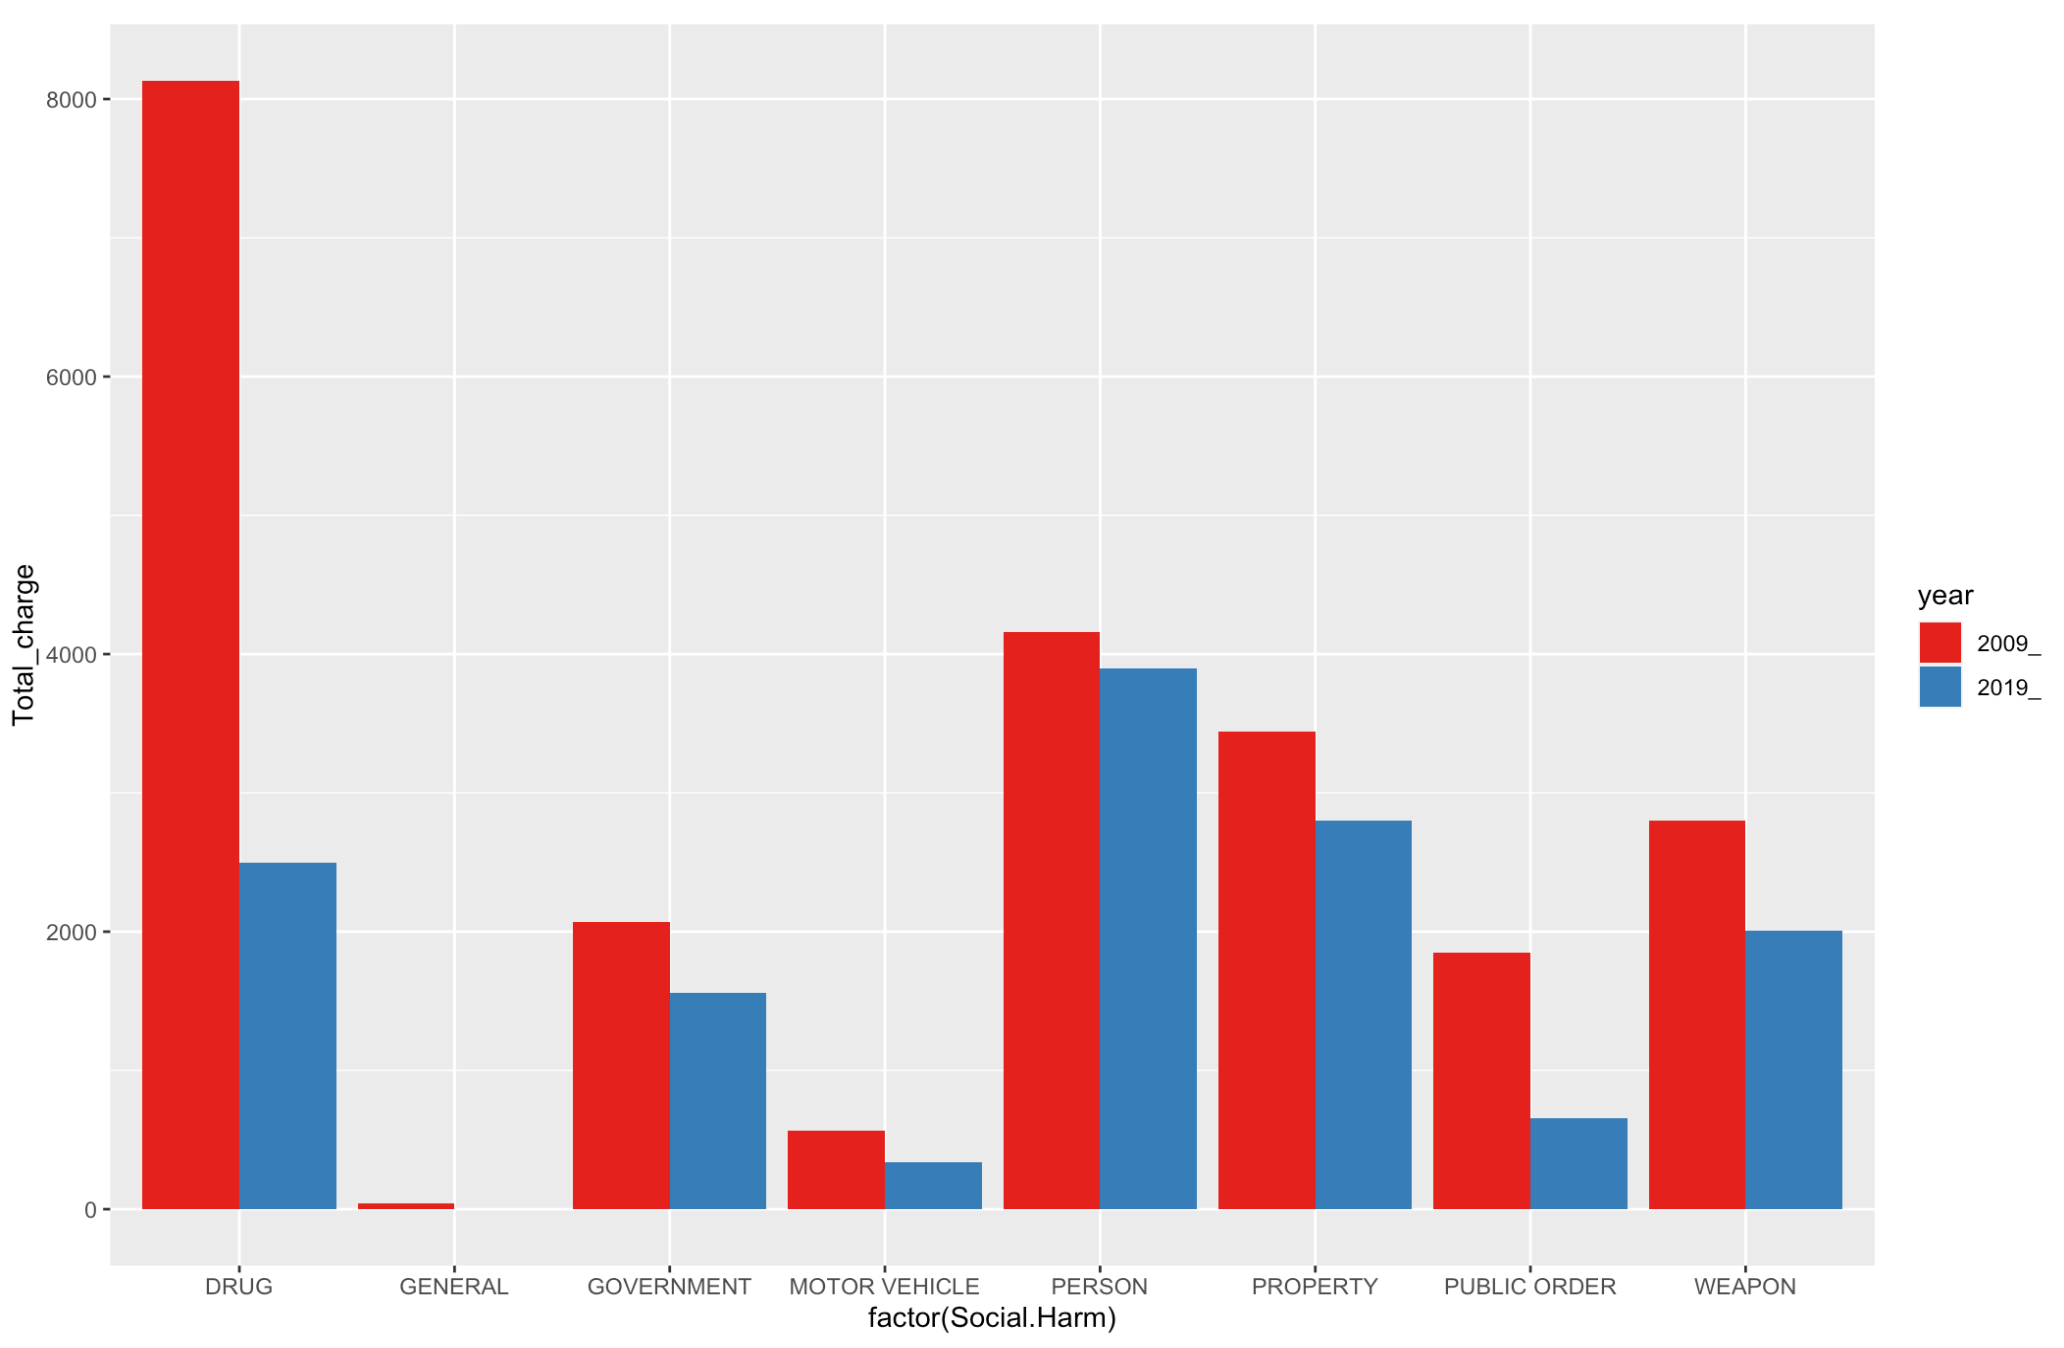 8000
6000
4000
2000
0
Total_charge
DRUG
GENERAL
GOVERNMENT
MOTOR VEHICLE
PERSON
PROPERTY
PUBLIC ORDER
WEAPON
factor(Social.Harm)
year
2009_
2019_